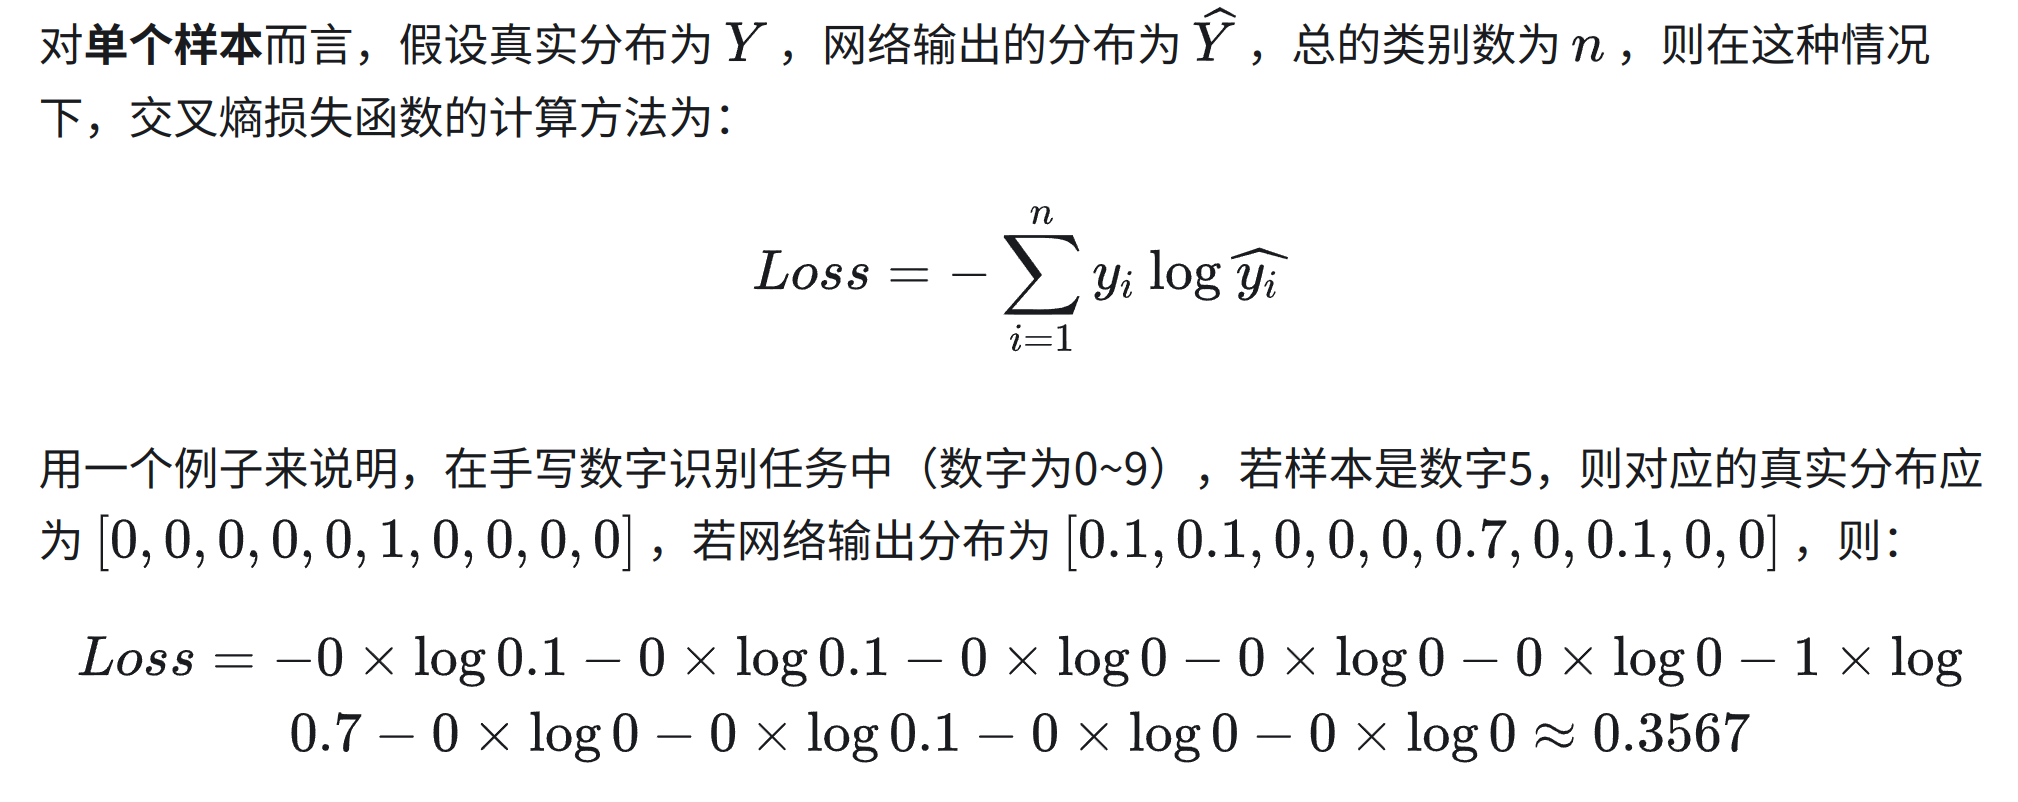 对单个样本而言，假设真实分布为 $Y$ ，网络输出的分布为 $\widehat{Y}$ ，总的类别数为 $n$ ，则在这种情况
下，交叉熵损失函数的计算方法为：
$Loss = -\sum_{i=1}^{n} y_i \log \widehat{y_i}$
用一个例子来说明，在手写数字识别任务中（数字为0~9），若样本是数字5，则对应的真实分布应
为 $[0, 0, 0, 0, 0, 1, 0, 0, 0, 0]$ ，若网络输出分布为 $[0.1, 0.1, 0, 0, 0, 0.7, 0, 0.1, 0, 0]$ ，则：
$Loss = -0 \times \log 0.1 - 0 \times \log 0.1 - 0 \times \log 0 - 0 \times \log 0 - 0 \times \log 0 - 1 \times \log$
$0.7 - 0 \times \log 0 - 0 \times \log 0.1 - 0 \times \log 0 - 0 \times \log 0 \approx 0.3567$